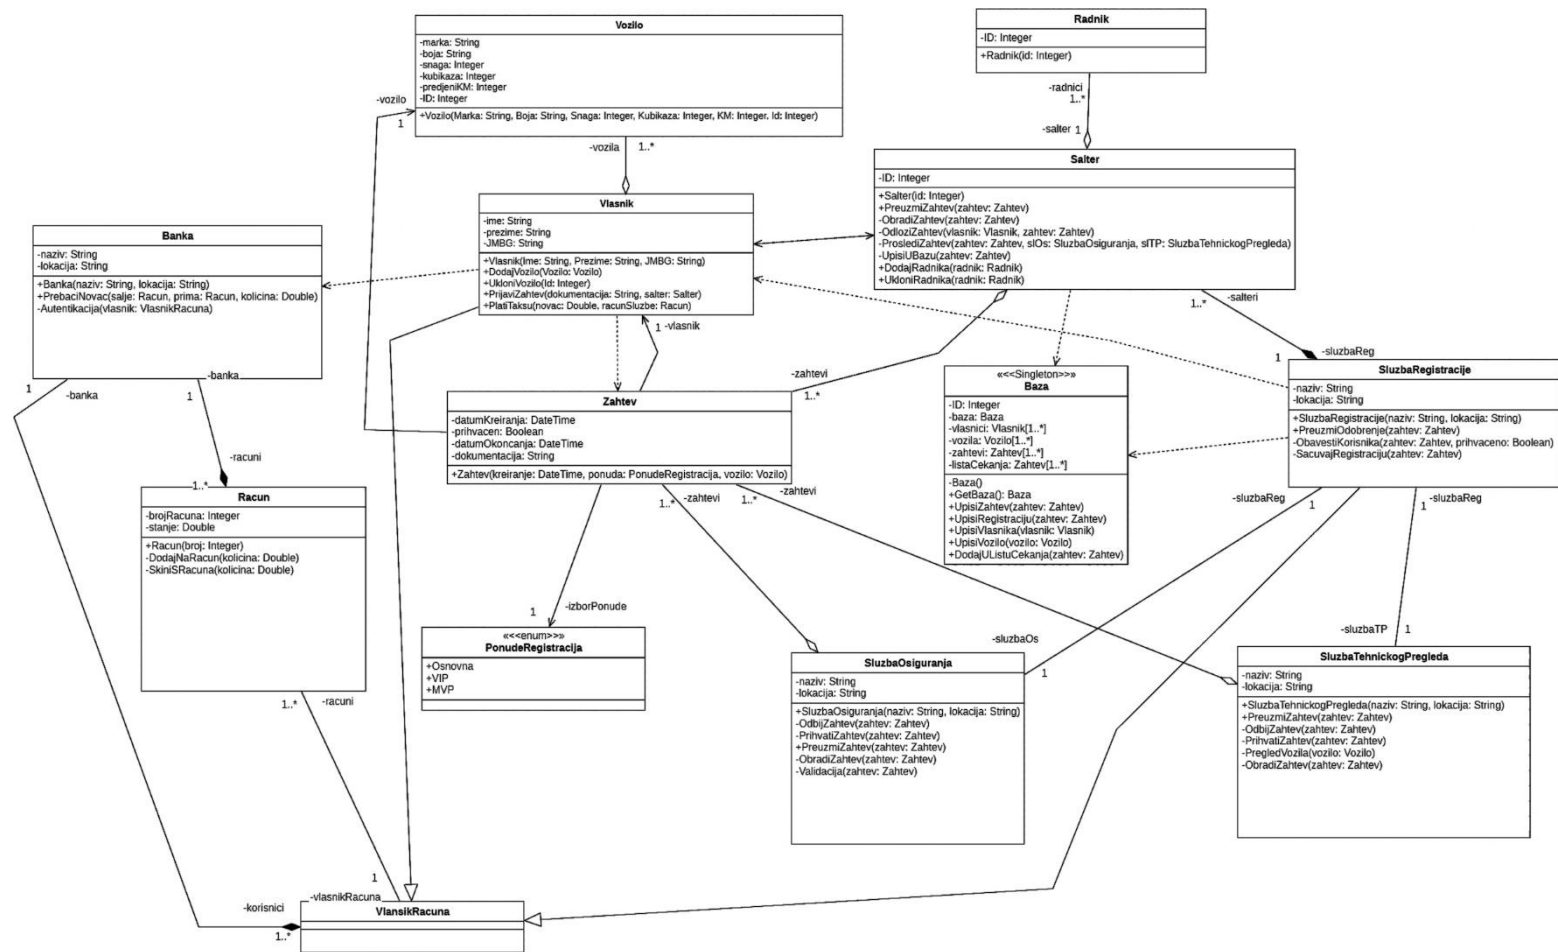 Vozilo
-marka: String
-boja: String
-snaga: Integer
-kubikaza: Integer
-predjeniKM: Integer
-ID: Integer
+Vozilo(Marka: String, Boja: String, Snaga: Integer, Kubikaza: Integer, KM: Integer, Id: Integer)
Radnik
-ID: Integer
+Radnik(id: Integer)
-vozilo
1
-vozila
1..*
-radnici
1..*
-salter
1
Salter
-ID: Integer
+Salter(id: Integer)
+PreuzmiZahtev(zahtev: Zahtev)
-ObradiZahtev(zahtev: Zahtev)
-OdloziZahtev(vlasnik: Vlasnik, zahtev: Zahtev)
-ProslediZahtev(zahtev: Zahtev, slOs: SluzbaOsiguranja, slTP: SluzbaTehnickogPregleda)
-UpisiUBazu(zahtev: Zahtev)
+DodajRadnika(radnik: Radnik)
+UkloniRadnika(radnik: Radnik)
Vlasnik
-ime: String
-prezime: String
-JMBG: String
+Vlasnik(Ime: String, Prezime: String, JMBG: String)
+DodajVozilo(Vozilo: Vozilo)
+UkloniVozilo(Id: Integer)
+PrijaviZahtev(dokumentacija: String, salter: Salter)
+PlatiTaksu(novac: Double, racunSluzbe: Racun)
Banka
-naziv: String
-lokacija: String
+Banka(naziv: String, lokacija: String)
+PrebaciNovac(salje: Racun, prima: Racun, kolicina: Double)
-Autentikacija(vlasnik: VlasnikRacuna)
1
-vlasnik
-salteri
1..*
-sluzbaReg
1
-zahtevi
1..*
1
-banka
-banka
1
SluzbaRegistracije
-naziv: String
-lokacija: String
+SluzbaRegistracije(naziv: String, lokacija: String)
+PreuzmiOdobrenje(zahtev: Zahtev)
-ObavestiKorisnika(zahtev: Zahtev, prihvaceno: Boolean)
-SacuvajRegistraciju(zahtev: Zahtev)
«<Singleton>»
Baza
-ID: Integer
-baza: Baza
-vlasnici: Vlasnik[1..*]
-vozila: Vozilo[1..*]
-zahtevi: Zahtev[1..*]
-listaCekanja: Zahtev[1..*]
-Baza()
+GetBaza(): Baza
+UpisiZahtev(zahtev: Zahtev)
+UpisiRegistraciju(zahtev: Zahtev)
+UpisiVlasnika(vlasnik: Vlasnik)
+UpisiVozilo(vozilo: Vozilo)
+DodajUListuCekanja(zahtev: Zahtev)
Zahtev
-datumKreiranja: DateTime
-prihvacen: Boolean
-datumOkoncanja: DateTime
-dokumentacija: String
+Zahtev(kreiranje: DateTime, ponuda: PonudeRegistracija, vozilo: Vozilo)
-racuni
1..*
-zahtevi
1..*
1..*
-zahtevi
-sluzbaReg
1
1
-sluzbaReg
Racun
-brojRacuna: Integer
-stanje: Double
+Racun(broj: Integer)
-DodajNaRacun(kolicina: Double)
-SkiniSRacuna(kolicina: Double)
1
-izborPonude
«<enum>»
PonudeRegistracija
+Osnovna
+VIP
+MVP
-sluzbaOs
1
-sluzbaTP
1
SluzbaOsiguranja
-naziv: String
-lokacija: String
+SluzbaOsiguranja(naziv: String, lokacija: String)
-OdbijZahtev(zahtev: Zahtev)
-PrihvatiZahtev(zahtev: Zahtev)
+PreuzmiZahtev(zahtev: Zahtev)
-ObradiZahtev(zahtev: Zahtev)
-Validacija(zahtev: Zahtev)
SluzbaTehnickogPregleda
-naziv: String
-lokacija: String
+SluzbaTehnickogPregleda(naziv: String, lokacija: String)
+PreuzmiZahtev(zahtev: Zahtev)
-OdbijZahtev(zahtev: Zahtev)
-PrihvatiZahtev(zahtev: Zahtev)
-PregledVozila(vozilo: Vozilo)
-ObradiZahtev(zahtev: Zahtev)
1..*
-racuni
1
-vlasnikRacuna
-korisnici
1..*
VlansikRacuna